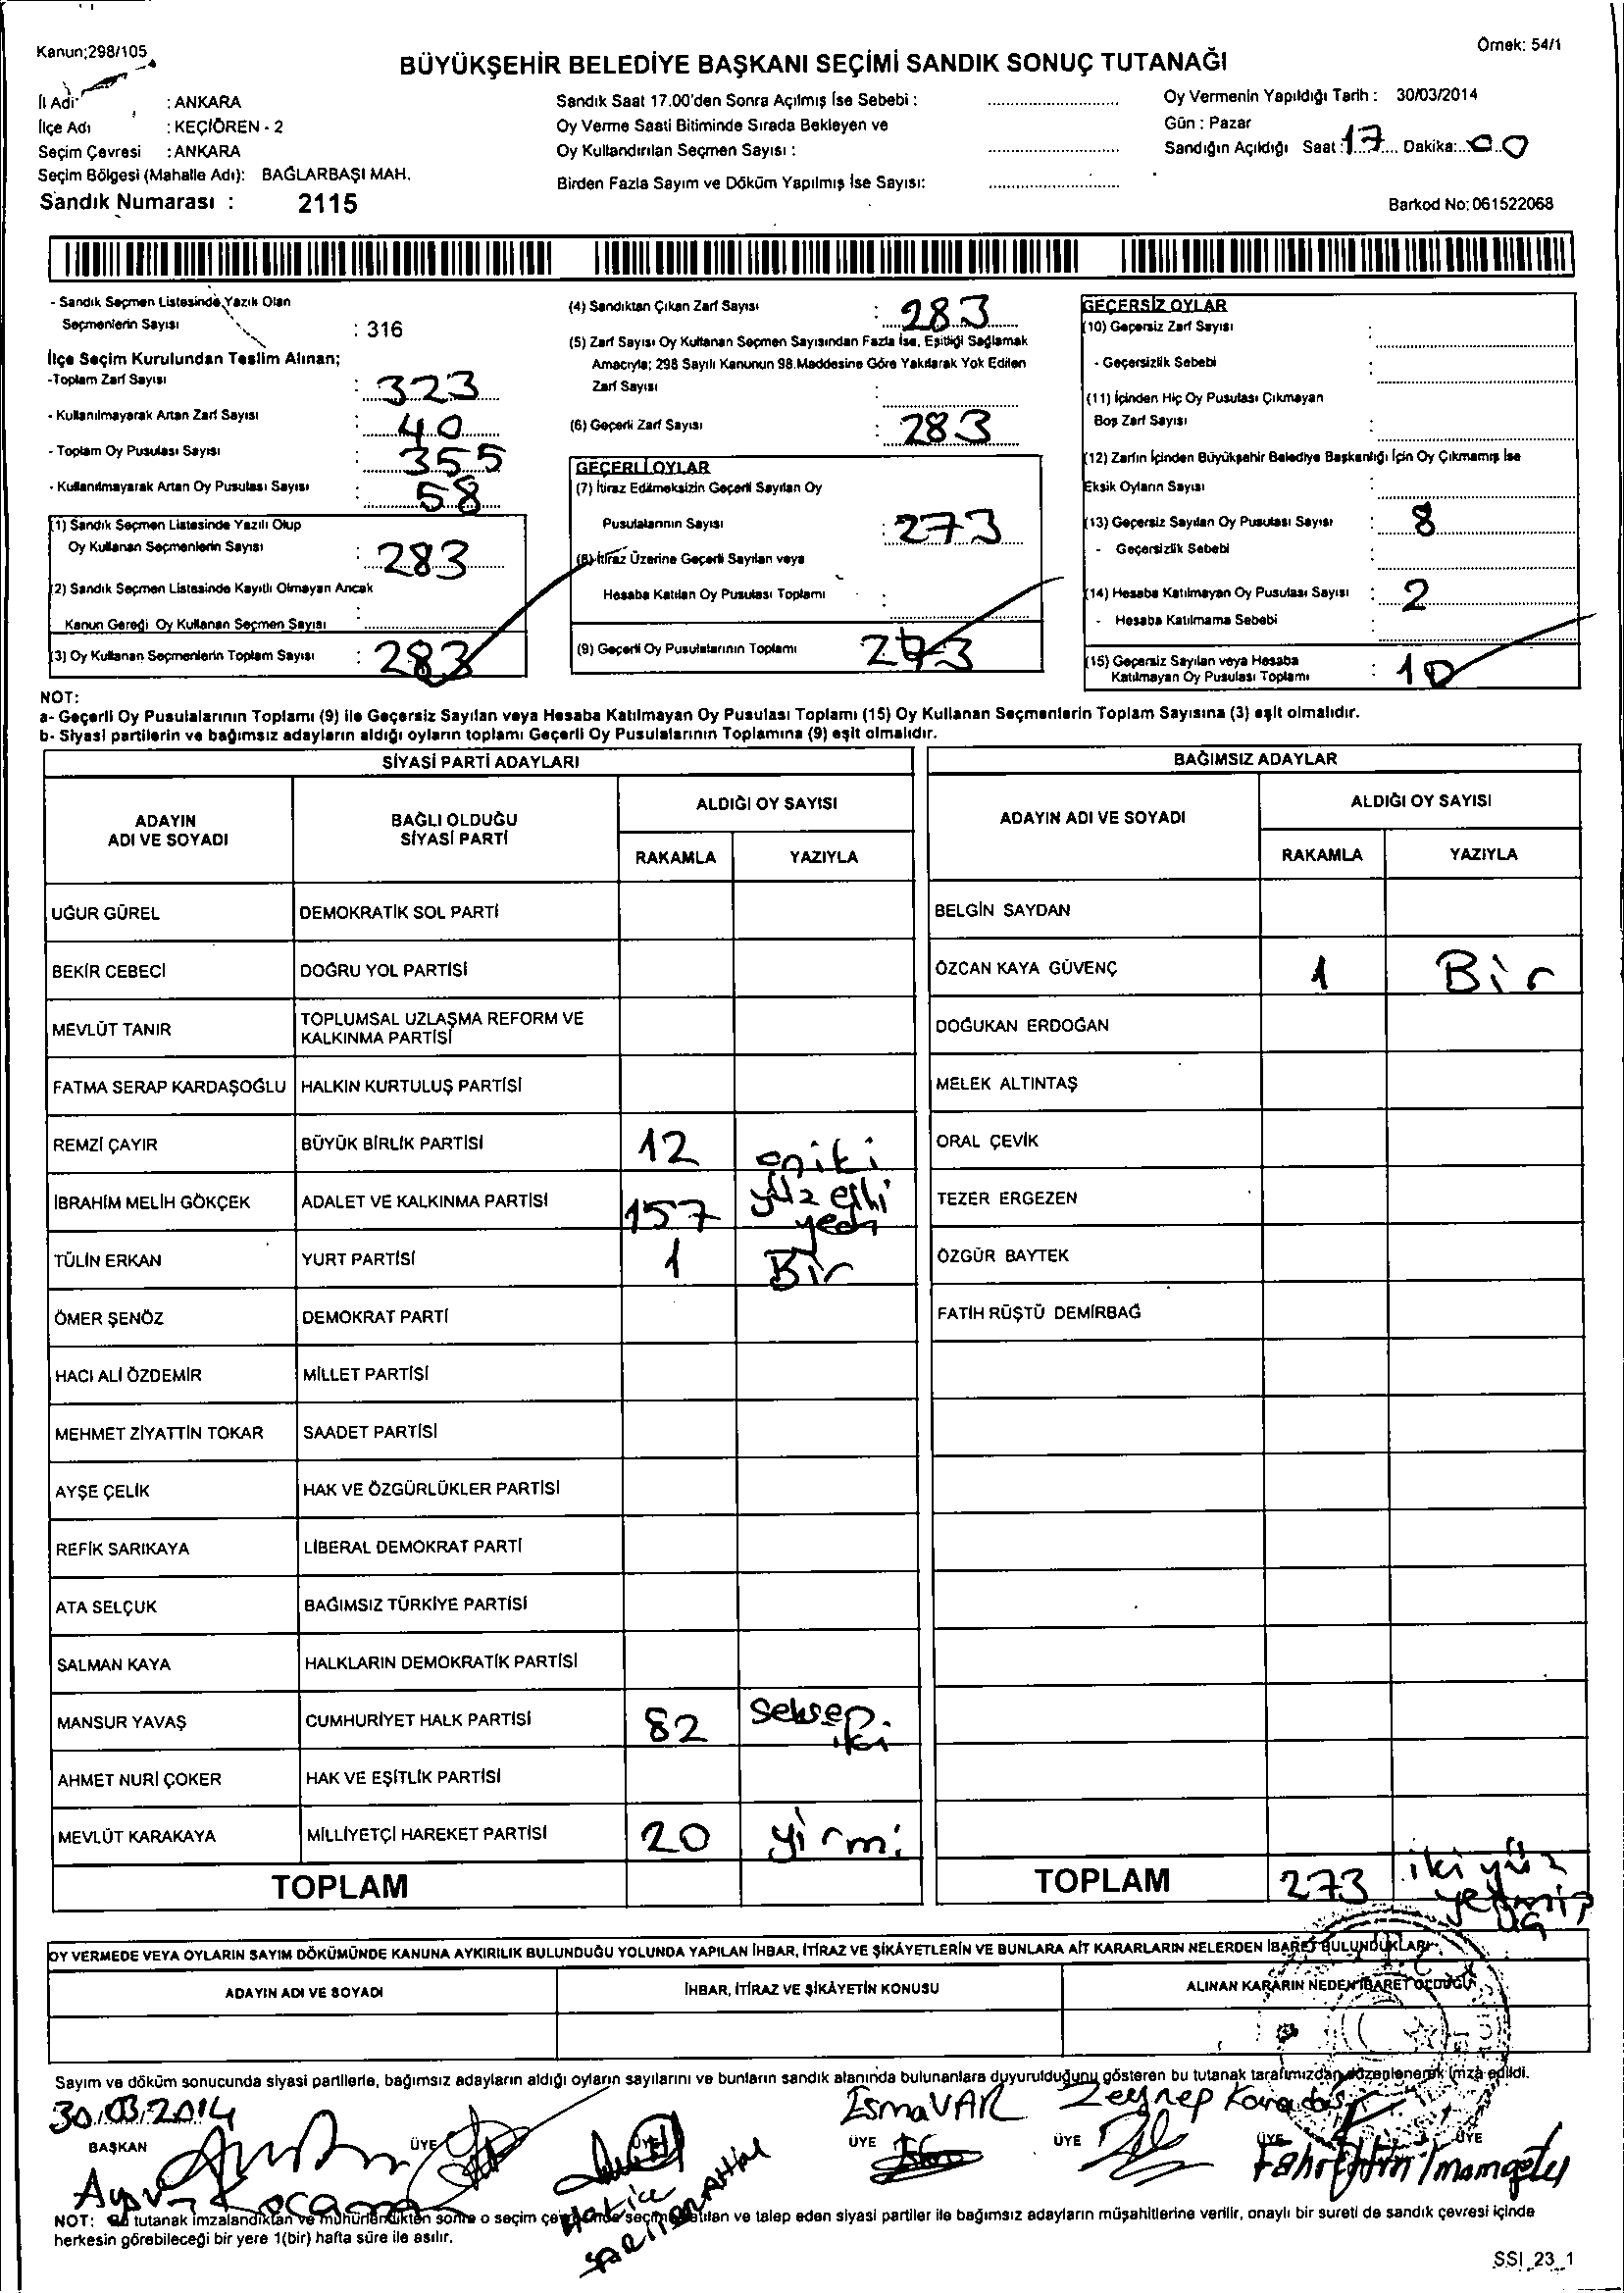 Kanun:298/105
Örnek: 54/1
BÜYÜKŞEHİR BELEDİYE BAŞKANI SEÇİMİ SANDIK SONUÇ TUTANAĞI
İl Adı : ANKARA
İlçe Adı : KEÇİÖREN - 2
Seçim Çevresi : ANKARA
Seçim Bölgesi (Mahalle Adı): BAĞLARBAŞI MAH.
Sandık Numarası : 2115
Sandık Saat 17.00'den Sonra Açılmış İse Sebebi :
Oy Verme Saati Bitiminde Sırada Bekleyen ve
Oy Kullandırılan Seçmen Sayısı :
Birden Fazla Sayım ve Döküm Yapılmış İse Sayısı:
Oy Vermenin Yapıldığı Tarih : 30/03/2014
Gün : Pazar
Sandığın Açıldığı Saat : 17 Dakika: 00
Barkod No: 061522068
- Sandık Seçmen Listesinde Yazılı Olan
Seçmenlerin Sayısı : 316
İlçe Seçim Kurulundan Teslim Alınan;
-Toplam Zarf Sayısı : 323
- Kullanılmayarak Artan Zarf Sayısı : 40
- Toplam Oy Pusulası Sayısı : 355
- Kullanılmayarak Artan Oy Pusulası Sayısı : 58
(1) Sandık Seçmen Listesinde Yazılı Olup
Oy Kullanan Seçmenlerin Sayısı : 283
(2) Sandık Seçmen Listesinde Kayıtlı Olmayan Ancak
Kanun Gereği Oy Kullanan Seçmen Sayısı :
(3) Oy Kullanan Seçmenlerin Toplam Sayısı : 283
(4) Sandıktan Çıkan Zarf Sayısı : 283
(5) Zarf Sayısı Oy Kullanan Seçmen Sayısından Fazla İse, Eşitliği Sağlamak
Amacıyla; 298 Sayılı Kanunun 98.Maddesine Göre Yakılarak Yok Edilen
Zarf Sayısı :
(6) Geçerli Zarf Sayısı : 283
GEÇERLİ OYLAR
(7) İtiraz Edilmeksizin Geçerli Sayılan Oy
Pusulalarının Sayısı : 273
(8) İtiraz Üzerine Geçerli Sayılan veya
Hesaba Katılan Oy Pusulası Toplamı :
(9) Geçerli Oy Pusulalarının Toplamı 273
GEÇERSİZ OYLAR
(10) Geçersiz Zarf Sayısı :
- Geçersizlik Sebebi :
(11) İçinden Hiç Oy Pusulası Çıkmayan
Boş Zarf Sayısı :
(12) Zarfın İçinden Büyükşehir Belediye Başkanlığı İçin Oy Çıkmamış İse
Eksik Oyların Sayısı :
(13) Geçersiz Sayılan Oy Pusulası Sayısı : 8
- Geçersizlik Sebebi :
(14) Hesaba Katılmayan Oy Pusulası Sayısı : 2
- Hesaba Katılmama Sebebi :
(15) Geçersiz Sayılan veya Hesaba
Katılmayan Oy Pusulası Toplamı : 10
NOT:
a- Geçerli Oy Pusulalarının Toplamı (9) ile Geçersiz Sayılan veya Hesaba Katılmayan Oy Pusulası Toplamı (15) Oy Kullanan Seçmenlerin Toplam Sayısına (3) eşit olmalıdır.
b- Siyasi partilerin ve bağımsız adayların aldığı oyların toplamı Geçerli Oy Pusulalarının Toplamına (9) eşit olmalıdır.
SİYASİ PARTİ ADAYLARI
ADAYIN
ADI VE SOYADI
BAĞLI OLDUĞU
SİYASİ PARTİ
ALDIĞI OY SAYISI
RAKAMLA YAZIYLA
UĞUR GÜREL DEMOKRATİK SOL PARTİ
BEKİR CEBECİ DOĞRU YOL PARTİSİ
MEVLÜT TANIR TOPLUMSAL UZLAŞMA REFORM VE
KALKINMA PARTİSİ
FATMA SERAP KARDAŞOĞLU HALKIN KURTULUŞ PARTİSİ
REMZİ ÇAYIR BÜYÜK BİRLİK PARTİSİ 12 oniki
İBRAHİM MELİH GÖKÇEK ADALET VE KALKINMA PARTİSİ 157 yüz elli
yedi
TÜLİN ERKAN YURT PARTİSİ 1 Bir
ÖMER ŞENÖZ DEMOKRAT PARTİ
HACI ALİ ÖZDEMİR MİLLET PARTİSİ
MEHMET ZİYATTİN TOKAR SAADET PARTİSİ
AYŞE ÇELİK HAK VE ÖZGÜRLÜKLER PARTİSİ
REFİK SARIKAYA LİBERAL DEMOKRAT PARTİ
ATA SELÇUK BAĞIMSIZ TÜRKİYE PARTİSİ
SALMAN KAYA HALKLARIN DEMOKRATİK PARTİSİ
MANSUR YAVAŞ CUMHURİYET HALK PARTİSİ 82 Seksen
iki
AHMET NURİ ÇOKER HAK VE EŞİTLİK PARTİSİ
MEVLÜT KARAKAYA MİLLİYETÇİ HAREKET PARTİSİ 20 yirmi
TOPLAM
BAĞIMSIZ ADAYLAR
ADAYIN ADI VE SOYADI
ALDIĞI OY SAYISI
RAKAMLA YAZIYLA
BELGİN SAYDAN
ÖZCAN KAYA GÜVENÇ 1 Bir
DOĞUKAN ERDOĞAN
MELEK ALTINTAŞ
ORAL ÇEVİK
TEZER ERGEZEN
ÖZGÜR BAYTEK
FATİH RÜŞTÜ DEMİRBAĞ
TOPLAM 273 iki yüz
yetmiş
üç
OY VERMEDE VEYA OYLARIN SAYIM DÖKÜMÜNDE KANUNA AYKIRILIK BULUNDUĞU YOLUNDA YAPILAN İHBAR, İTİRAZ VE ŞİKÂYETLERİN VE BUNLARA AİT KARARLARIN NELERDEN İBARET BULUNDUKLARI
ADAYIN ADI VE SOYADI İHBAR, İTİRAZ VE ŞİKÂYETİN KONUSU ALINAN KARARIN NEDEN İBARET OLDUĞU
Sayım ve döküm sonucunda siyasi partilerle, bağımsız adayların aldığı oyların sayılarını ve bunların sandık alanında bulunanlara duyurulduğunu gösteren bu tutanak tarafımızdan düzenlenerek imza edildi.
30.03.2014 Esma VAR Zeynep
BAŞKAN ÜYE ÜYE ÜYE ÜYE ÜYE ÜYE
Fahrettin
NOT: Bu tutanak imzalandıktan ve mühürlendikten sonra o seçim çevresinde seçime katılan ve talep eden siyasi partiler ile bağımsız adayların müşahitlerine verilir, onaylı bir sureti de sandık çevresi içinde
herkesin görebileceği bir yere 1(bir) hafta süre ile asılır.
SSI_23_1